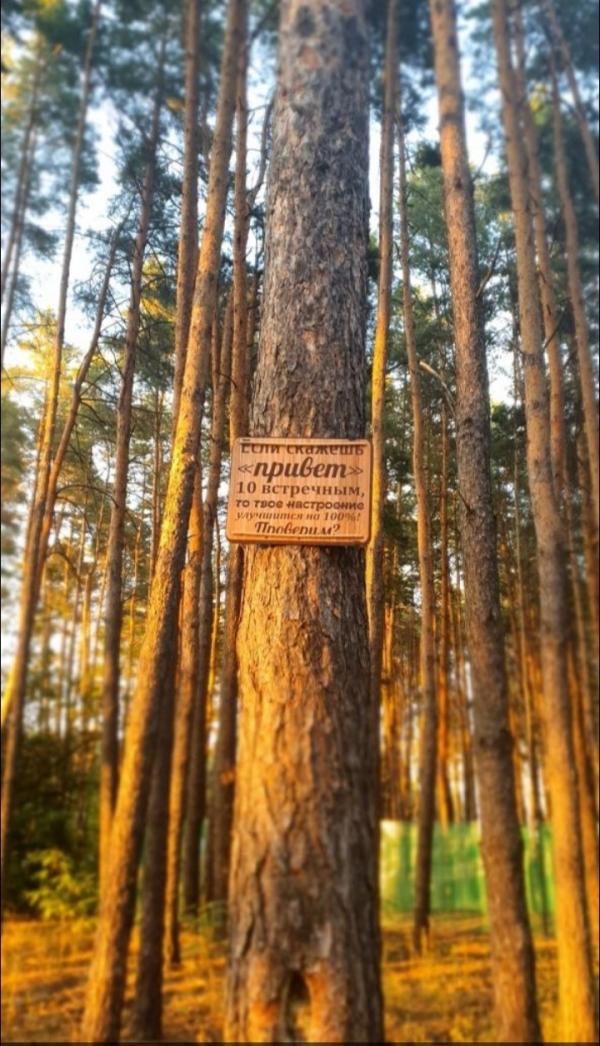 Если скажешь
«привет»
10 встречным,
то твое настроение
улучшится на 100%!
Проверим?